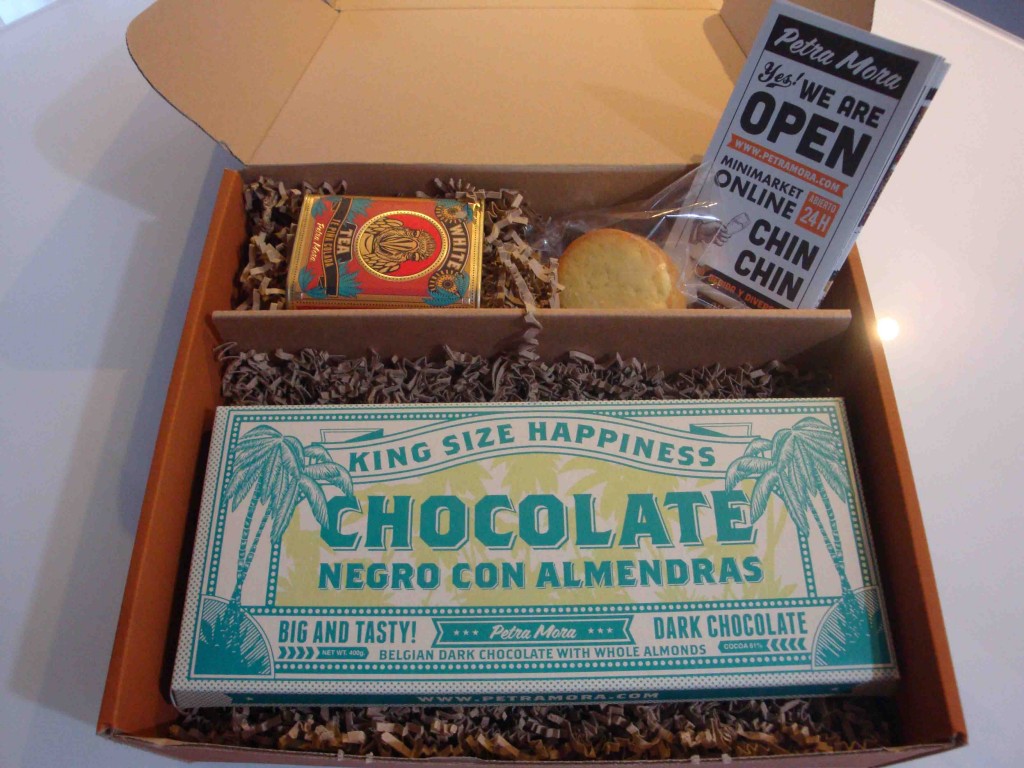 Petra Mora
Yes! WE ARE
OPEN
WWW.PETRAMORA.COM
MINIMARKET
ONLINE
ABIERTO
24 H
CHIN
CHIN
Petra Mora
TEA
WHITE
KING SIZE HAPPINESS
CHOCOLATE
NEGRO CON ALMENDRAS
BIG AND TASTY!
NET WT. 400g
Petra Mora
DARK CHOCOLATE
COCOA 51%
BELGIAN DARK CHOCOLATE WITH WHOLE ALMONDS
WWW.PETRAMORA.COM